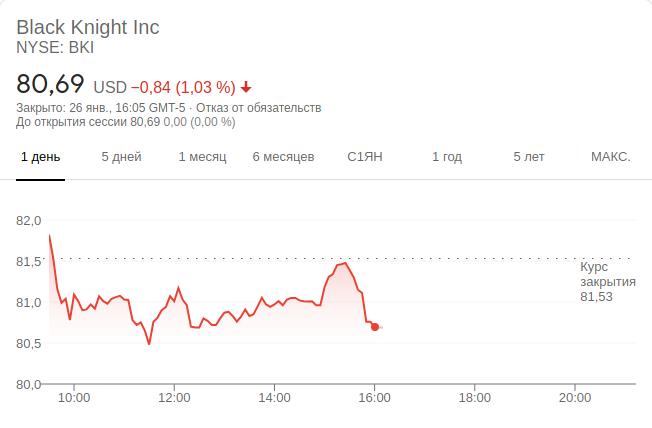 Black Knight Inc
NYSE: BKI
80,69 USD −0,84 (1,03 %)
Закрыто: 26 янв., 16:05 GMT-5 · Отказ от обязательств
До открытия сессии 80,69 0,00 (0,00 %)
1 день 5 дней 1 месяц 6 месяцев С1ЯН 1 год 5 лет МАКС.
82,0
81,5
Курс
закрытия
81,53
81,0
80,5
80,0
10:00 12:00 14:00 16:00 18:00 20:00